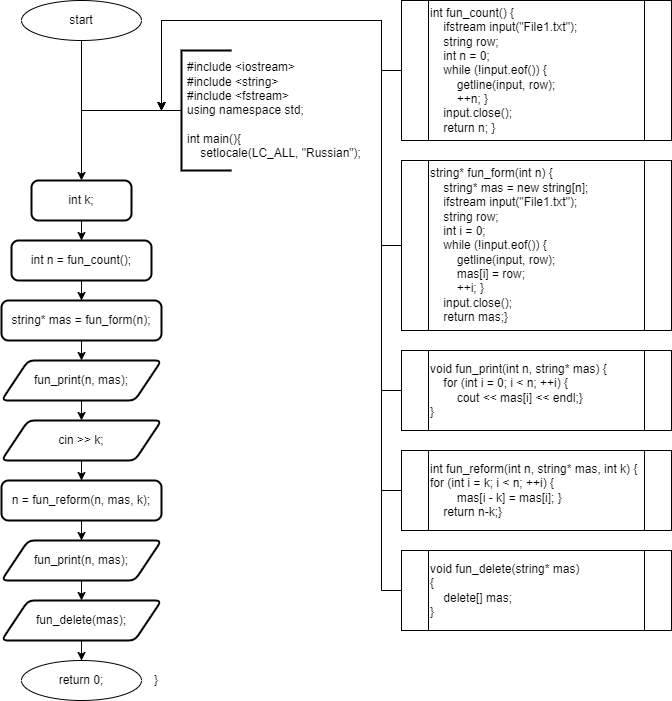 start
#include <iostream>
#include <string>
#include <fstream>
using namespace std;
int main(){
setlocale(LC_ALL, "Russian");
int k;
int n = fun_count();
string* mas = fun_form(n);
fun_print(n, mas);
cin >> k;
n = fun_reform(n, mas, k);
fun_print(n, mas);
fun_delete(mas);
return 0;
}
int fun_count() {
ifstream input("File1.txt");
string row;
int n = 0;
while (!input.eof()) {
getline(input, row);
++n; }
input.close();
return n; }
string* fun_form(int n) {
string* mas = new string[n];
ifstream input("File1.txt");
string row;
int i = 0;
while (!input.eof()) {
getline(input, row);
mas[i] = row;
++i; }
input.close();
return mas;}
void fun_print(int n, string* mas) {
for (int i = 0; i < n; ++i) {
cout << mas[i] << endl;}
}
int fun_reform(int n, string* mas, int k) {
for (int i = k; i < n; ++i) {
mas[i - k] = mas[i]; }
return n-k;}
void fun_delete(string* mas)
{
delete[] mas;
}